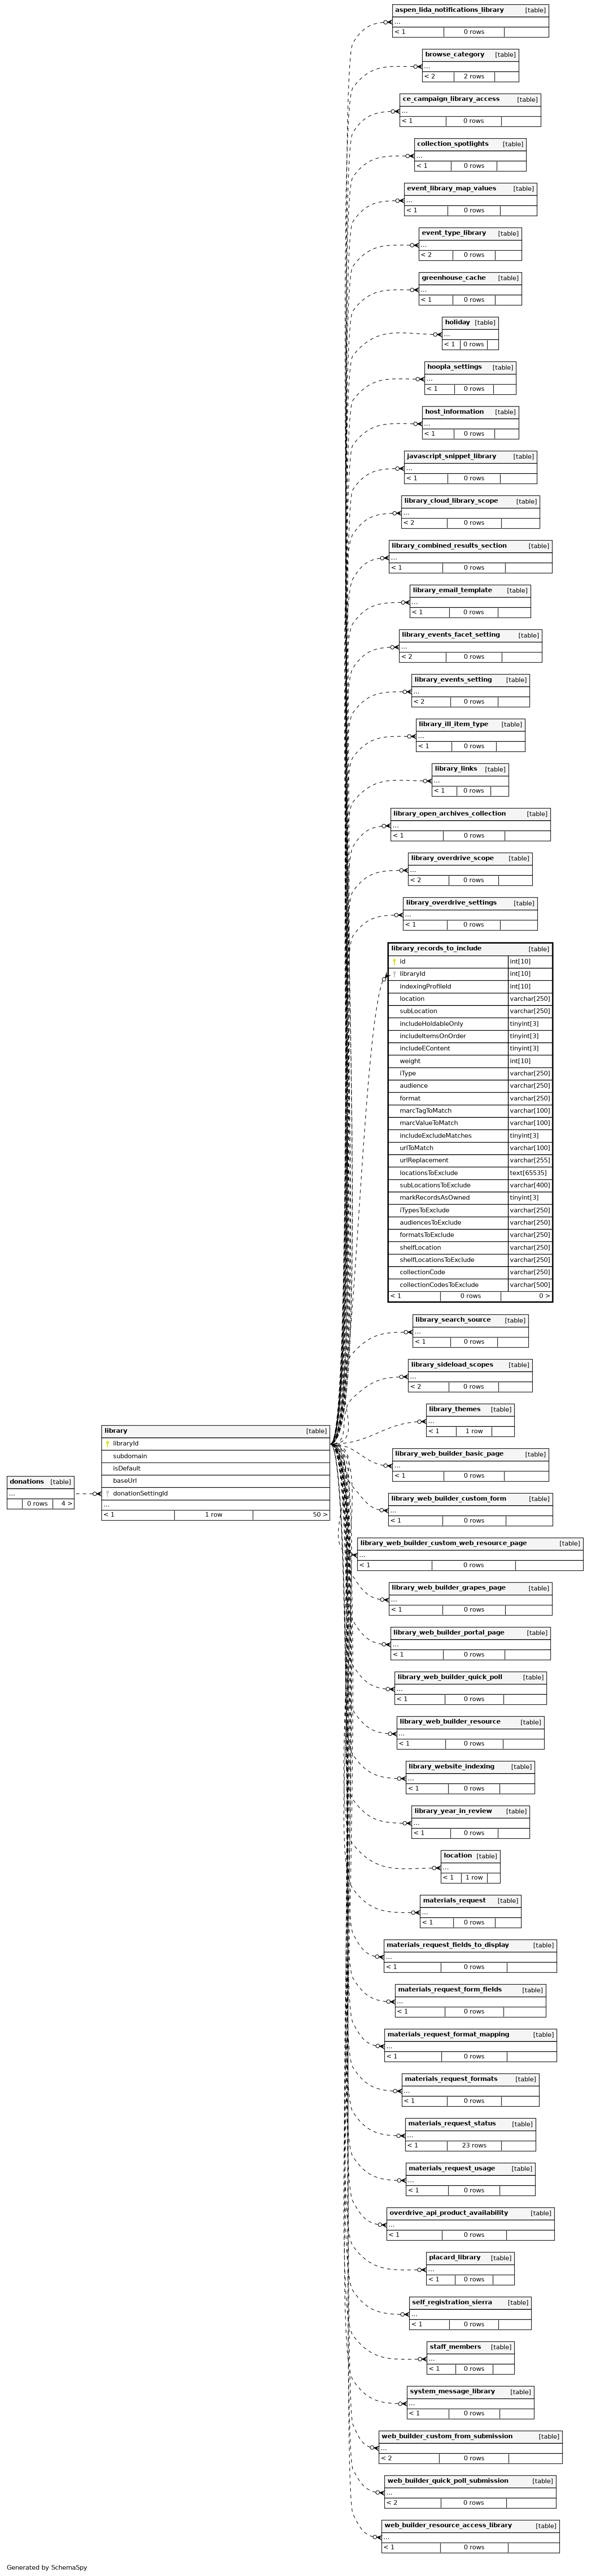 aspen_lida_notifications_library [table]
...
< 1 0 rows
browse_category [table]
...
< 2 2 rows
ce_campaign_library_access [table]
...
< 1 0 rows
collection_spotlights [table]
...
< 1 0 rows
event_library_map_values [table]
...
< 1 0 rows
event_type_library [table]
...
< 2 0 rows
greenhouse_cache [table]
...
< 1 0 rows
holiday [table]
...
< 1 0 rows
hoopla_settings [table]
...
< 1 0 rows
host_information [table]
...
< 1 0 rows
javascript_snippet_library [table]
...
< 1 0 rows
library_cloud_library_scope [table]
...
< 2 0 rows
library_combined_results_section [table]
...
< 1 0 rows
library_email_template [table]
...
< 1 0 rows
library_events_facet_setting [table]
...
< 2 0 rows
library_events_setting [table]
...
< 2 0 rows
library_ill_item_type [table]
...
< 1 0 rows
library_links [table]
...
< 1 0 rows
library_open_archives_collection [table]
...
< 1 0 rows
library_overdrive_scope [table]
...
< 2 0 rows
library_overdrive_settings [table]
...
< 1 0 rows
library_records_to_include [table]
id int[10]
libraryId int[10]
indexingProfileId int[10]
location varchar[250]
subLocation varchar[250]
includeHoldableOnly tinyint[3]
includeItemsOnOrder tinyint[3]
includeEContent tinyint[3]
weight int[10]
iType varchar[250]
audience varchar[250]
format varchar[250]
marcTagToMatch varchar[100]
marcValueToMatch varchar[100]
includeExcludeMatches tinyint[3]
urlToMatch varchar[100]
urlReplacement varchar[255]
locationsToExclude text[65535]
subLocationsToExclude varchar[400]
markRecordsAsOwned tinyint[3]
iTypesToExclude varchar[250]
audiencesToExclude varchar[250]
formatsToExclude varchar[250]
shelfLocation varchar[250]
shelfLocationsToExclude varchar[250]
collectionCode varchar[250]
collectionCodesToExclude varchar[500]
< 1 0 rows 0 >
library_search_source [table]
...
< 1 0 rows
library_sideload_scopes [table]
...
< 2 0 rows
library_themes [table]
...
< 1 1 row
library [table]
libraryId
subdomain
isDefault
baseUrl
donationSettingId
...
< 1 1 row 50 >
donations [table]
...
0 rows 4 >
library_web_builder_basic_page [table]
...
< 1 0 rows
library_web_builder_custom_form [table]
...
< 1 0 rows
library_web_builder_custom_web_resource_page [table]
...
< 1 0 rows
library_web_builder_grapes_page [table]
...
< 1 0 rows
library_web_builder_portal_page [table]
...
< 1 0 rows
library_web_builder_quick_poll [table]
...
< 1 0 rows
library_web_builder_resource [table]
...
< 1 0 rows
library_website_indexing [table]
...
< 1 0 rows
library_year_in_review [table]
...
< 1 0 rows
location [table]
...
< 1 1 row
materials_request [table]
...
< 1 0 rows
materials_request_fields_to_display [table]
...
< 1 0 rows
materials_request_form_fields [table]
...
< 1 0 rows
materials_request_format_mapping [table]
...
< 1 0 rows
materials_request_formats [table]
...
< 1 0 rows
materials_request_status [table]
...
< 1 23 rows
materials_request_usage [table]
...
< 1 0 rows
overdrive_api_product_availability [table]
...
< 1 0 rows
placard_library [table]
...
< 1 0 rows
self_registration_sierra [table]
...
< 1 0 rows
staff_members [table]
...
< 1 0 rows
system_message_library [table]
...
< 1 0 rows
web_builder_custom_from_submission [table]
...
< 2 0 rows
web_builder_quick_poll_submission [table]
...
< 2 0 rows
web_builder_resource_access_library [table]
...
< 1 0 rows
Generated by SchemaSpy